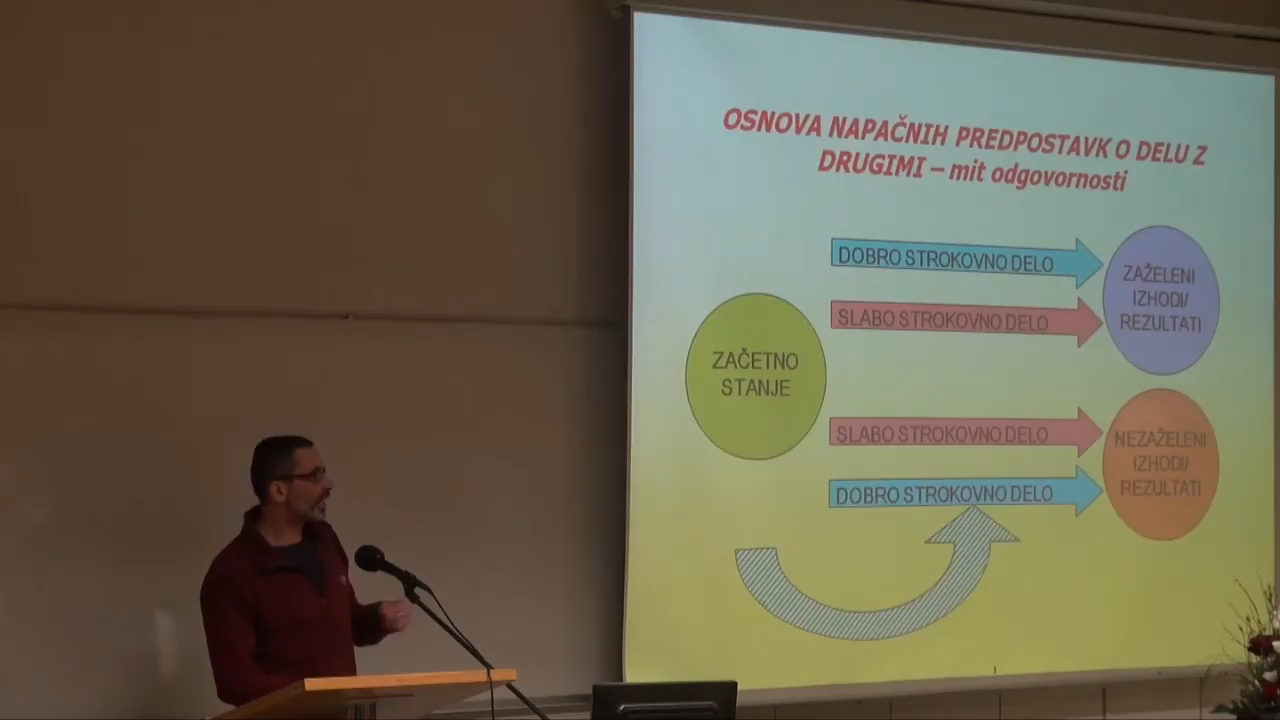 OSNOVA NAPAČNIH PREDPOSTAVK O DELU Z
DRUGIMI – mit odgovornosti
DOBRO STROKOVNO DELO
SLABO STROKOVNO DELO
ZAŽELENI
IZHODI/
REZULTATI
ZAČETNO
STANJE
SLABO STROKOVNO DELO
DOBRO STROKOVNO DELO
NEZAŽELENI
IZHODI/
REZULTATI